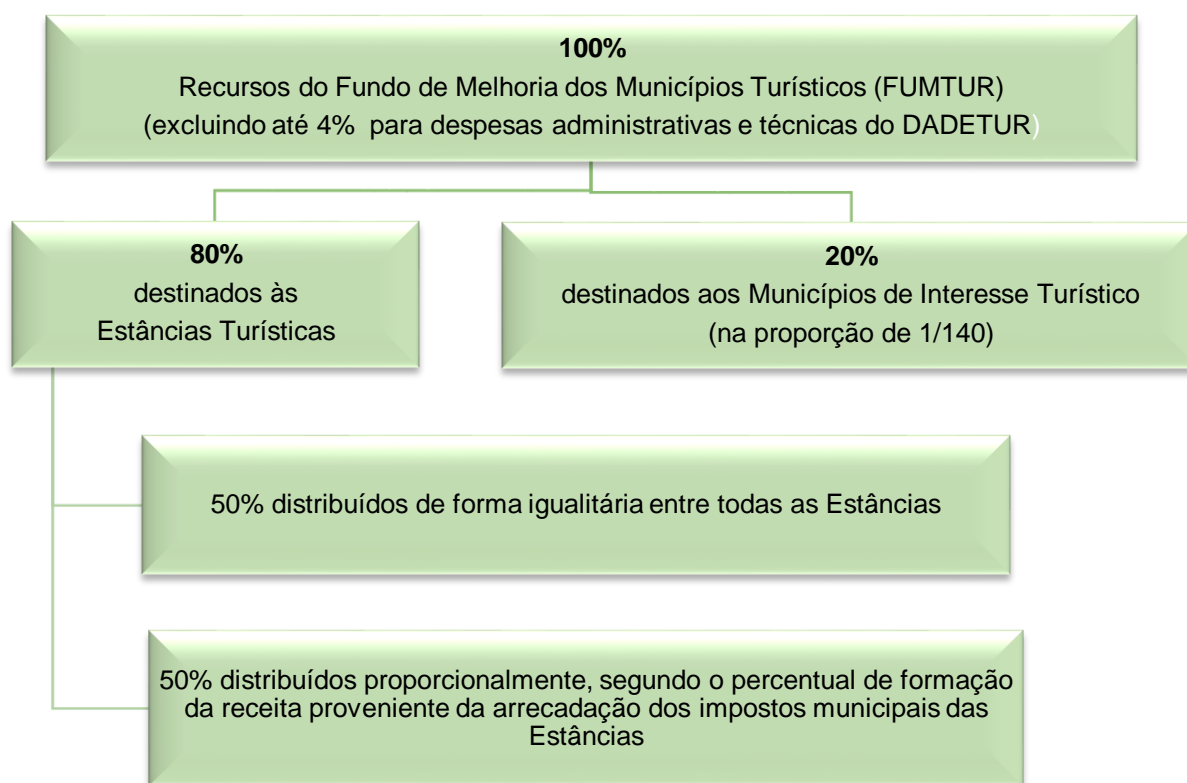 100%
Recursos do Fundo de Melhoria dos Municípios Turísticos (FUMTUR)
(excluindo até 4% para despesas administrativas e técnicas do DADETUR)
80%
destinados às
Estâncias Turísticas
20%
destinados aos Municípios de Interesse Turístico
(na proporção de 1/140)
50% distribuídos de forma igualitária entre todas as Estâncias
50% distribuídos proporcionalmente, segundo o percentual de formação
da receita proveniente da arrecadação dos impostos municipais das
Estâncias